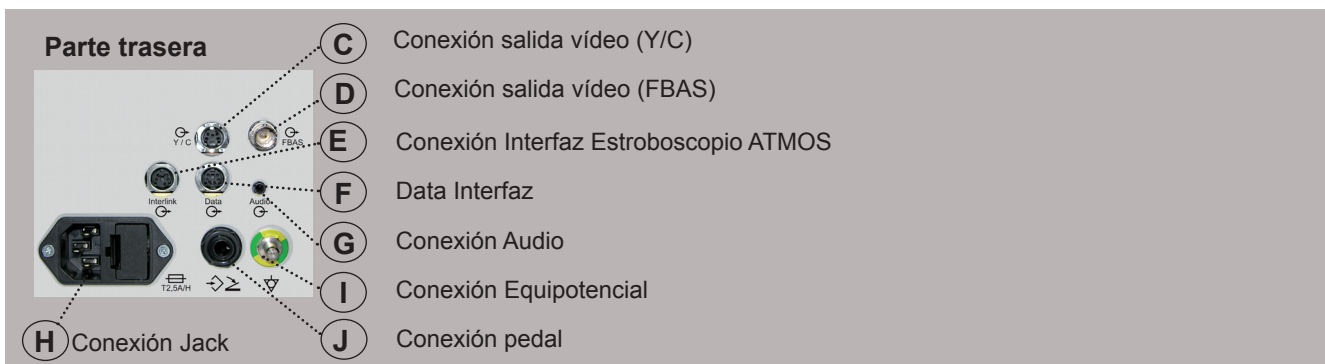 Parte trasera
C Conexión salida vídeo (Y/C)
D Conexión salida vídeo (FBAS)
Y / C
FBAS
E Conexión Interfaz Estroboscopio ATMOS
F Data Interfaz
Interlink
Data
Audio
G Conexión Audio
T2,5A/H
I Conexión Equipotencial
H Conexión Jack
J Conexión pedal